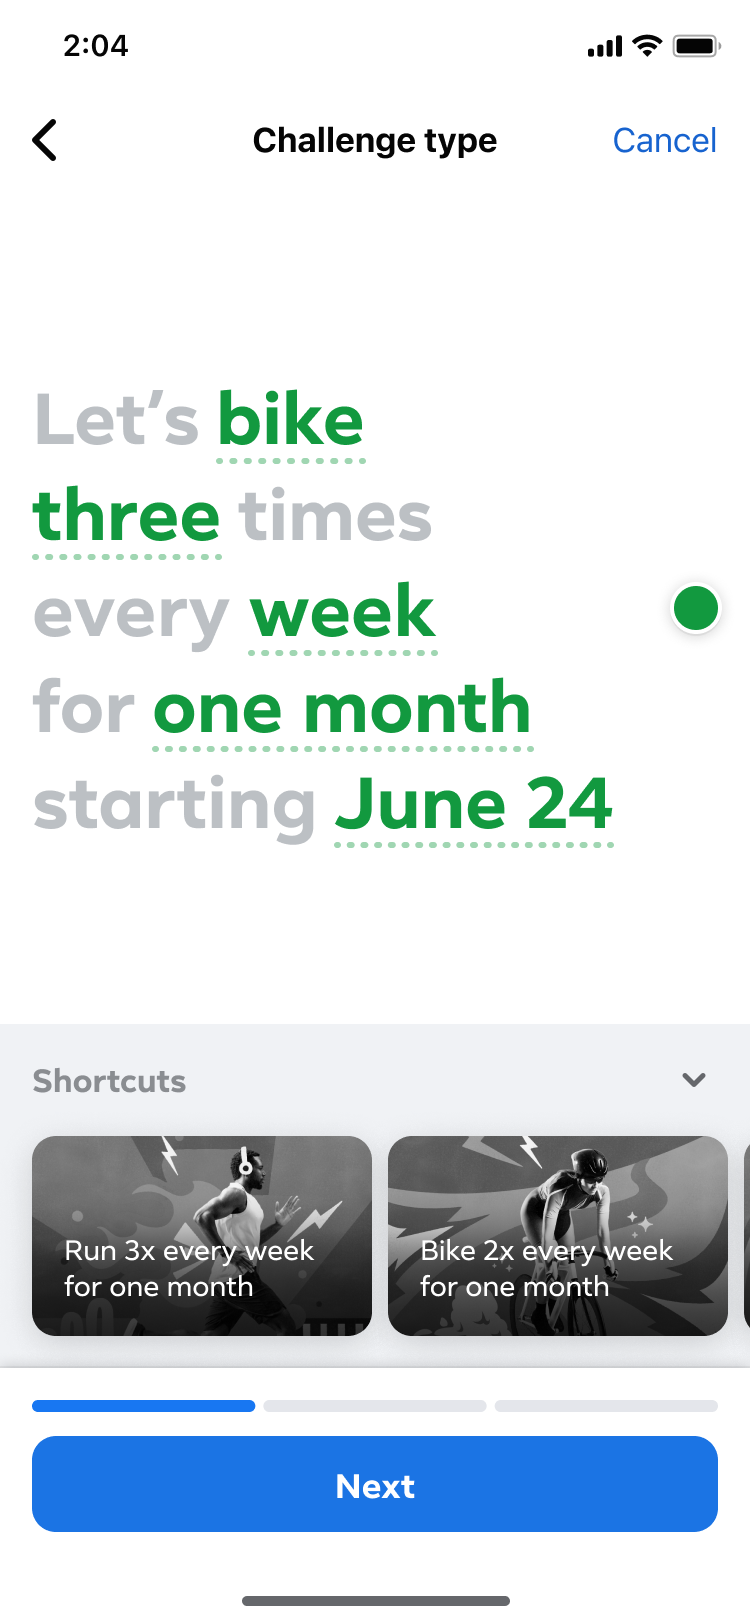 2:04
Challenge type
Cancel
Let’s bike
three times
every week
for one month
starting June 24
Shortcuts
Run 3x every week
for one month
Bike 2x every week
for one month
Next